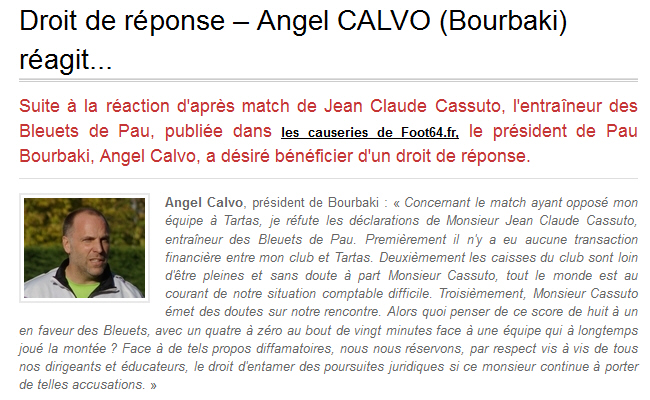 Droit de réponse – Angel CALVO (Bourbaki)
réagit...
Suite à la réaction d'après match de Jean Claude Cassuto, l'entraîneur des
Bleuets de Pau, publiée dans les causeries de Foot64.fr, le président de Pau
Bourbaki, Angel Calvo, a désiré bénéficier d'un droit de réponse.
Angel Calvo, président de Bourbaki : « Concernant le match ayant opposé mon
équipe à Tartas, je réfute les déclarations de Monsieur Jean Claude Cassuto,
entraîneur des Bleuets de Pau. Premièrement il n'y a eu aucune transaction
financière entre mon club et Tartas. Deuxièmement les caisses du club sont loin
d'être pleines et sans doute à part Monsieur Cassuto, tout le monde est au
courant de notre situation comptable difficile. Troisièmement, Monsieur Cassuto
émet des doutes sur notre rencontre. Alors quoi penser de ce score de huit à un
en faveur des Bleuets, avec un quatre à zéro au bout de vingt minutes face à une équipe qui à longtemps
joué la montée ? Face à de tels propos diffamatoires, nous nous réservons, par respect vis à vis de tous
nos dirigeants et éducateurs, le droit d'entamer des poursuites juridiques si ce monsieur continue à porter
de telles accusations. »